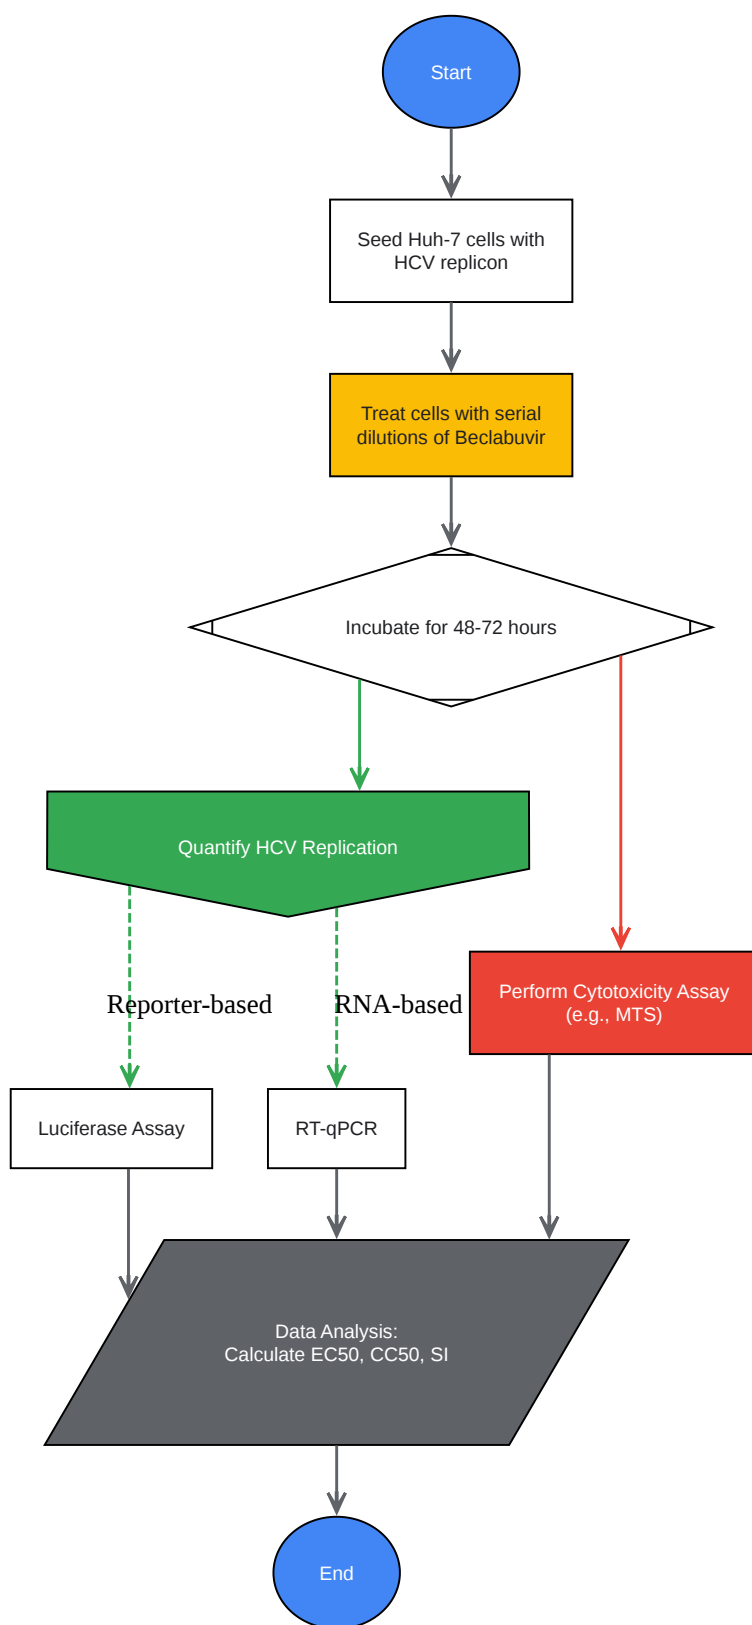 Start
Seed Huh-7 cells with
HCV replicon
Treat cells with serial
dilutions of Beclabuvir
Incubate for 48-72 hours
Quantify HCV Replication
Reporter-based
RNA-based
Perform Cytotoxicity Assay
(e.g., MTS)
Luciferase Assay
RT-qPCR
Data Analysis:
Calculate EC50, CC50, SI
End